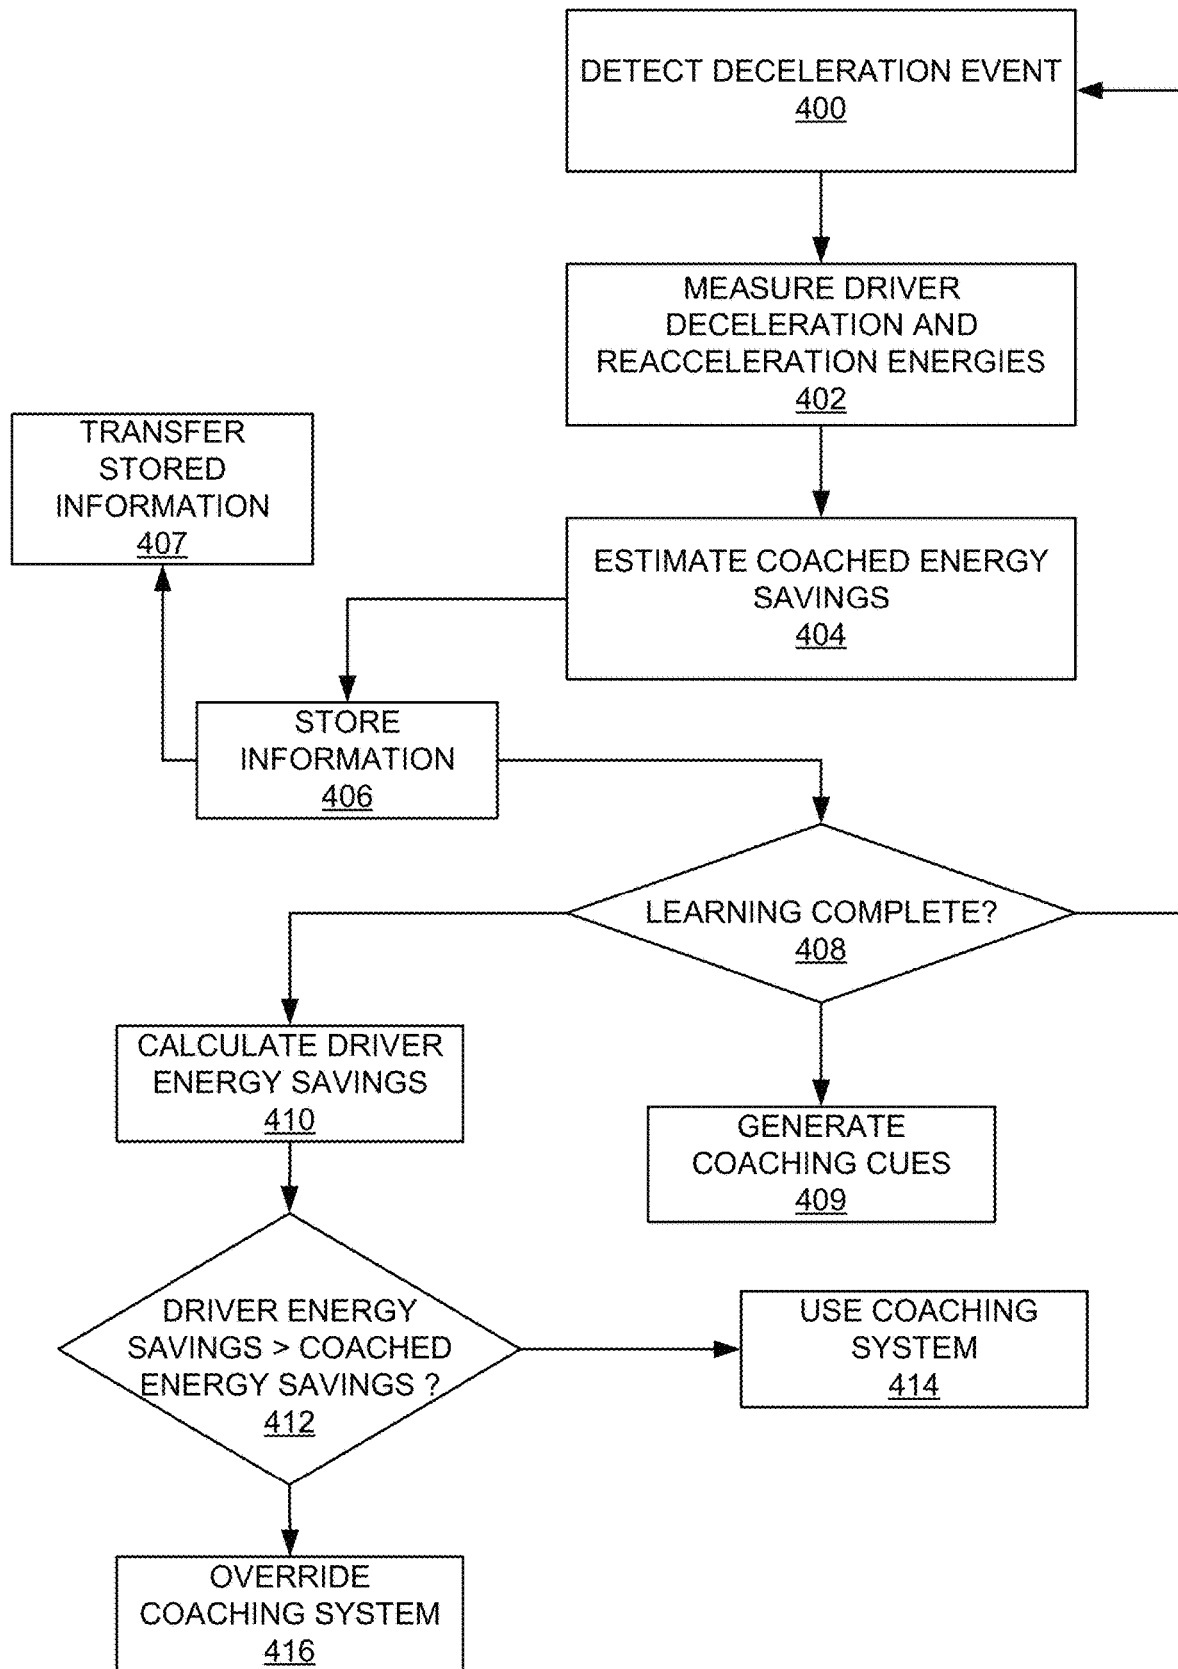 DETECT DECELERATION EVENT
400
MEASURE DRIVER
DECELERATION AND
REACCELERATION ENERGIES
402
TRANSFER
STORED
INFORMATION
407
ESTIMATE COACHED ENERGY
SAVINGS
404
STORE
INFORMATION
406
LEARNING COMPLETE?
408
CALCULATE DRIVER
ENERGY SAVINGS
410
GENERATE
COACHING CUES
409
DRIVER ENERGY
SAVINGS > COACHED
ENERGY SAVINGS ?
412
USE COACHING
SYSTEM
414
OVERRIDE
COACHING SYSTEM
416